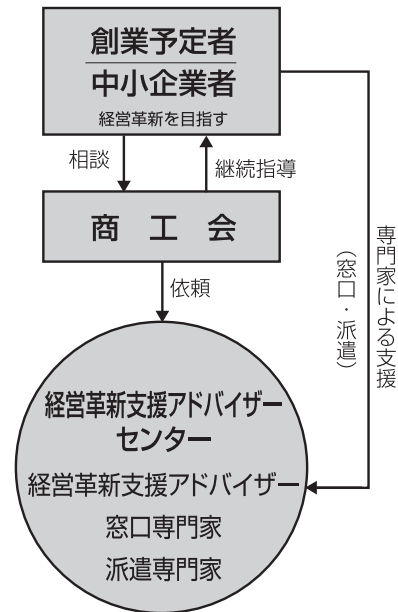 創業予定者
中小企業者
経営革新を目指す
相談
継続指導
商工会
依頼
専門家による支援
（窓口・派遣）
経営革新支援アドバイザー
センター
経営革新支援アドバイザー
窓口専門家
派遣専門家